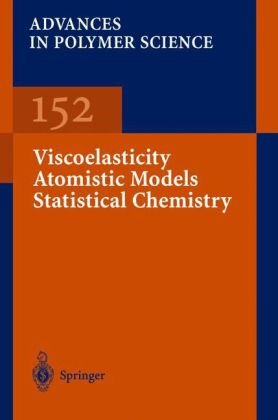 ADVANCES
IN POLYMER SCIENCE
152
Viscoelasticity
Atomistic Models
Statistical Chemistry
Springer